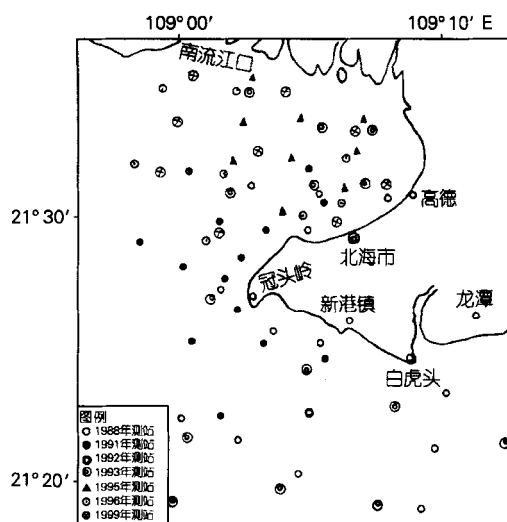 109°00′ 109°10′ E
南流江口
高德
21°30′
北海市
冠头岭
新港镇
龙潭
白虎头
图例
1988年测站
1991年测站
1992年测站
1993年测站
1995年测站
1996年测站
1999年测站
21°20′